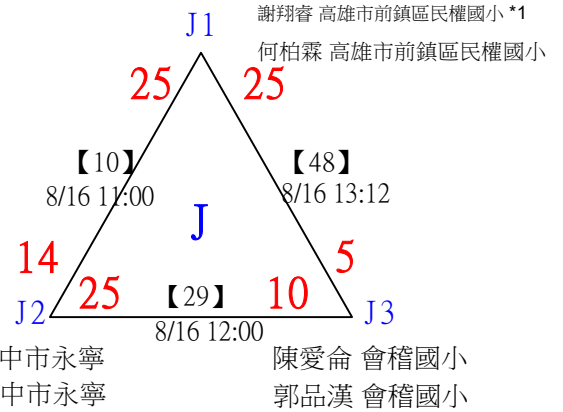 謝翔睿 高雄市前鎮區民權國小 *1
J1
何柏霖 高雄市前鎮區民權國小
25 25
【10】 【48】
8/16 11:00 8/16 13:12
J
14 5
25 【29】 10
J2 J3
8/16 12:00
中市永寧 陳愛侖 會稽國小
中市永寧 郭品漢 會稽國小